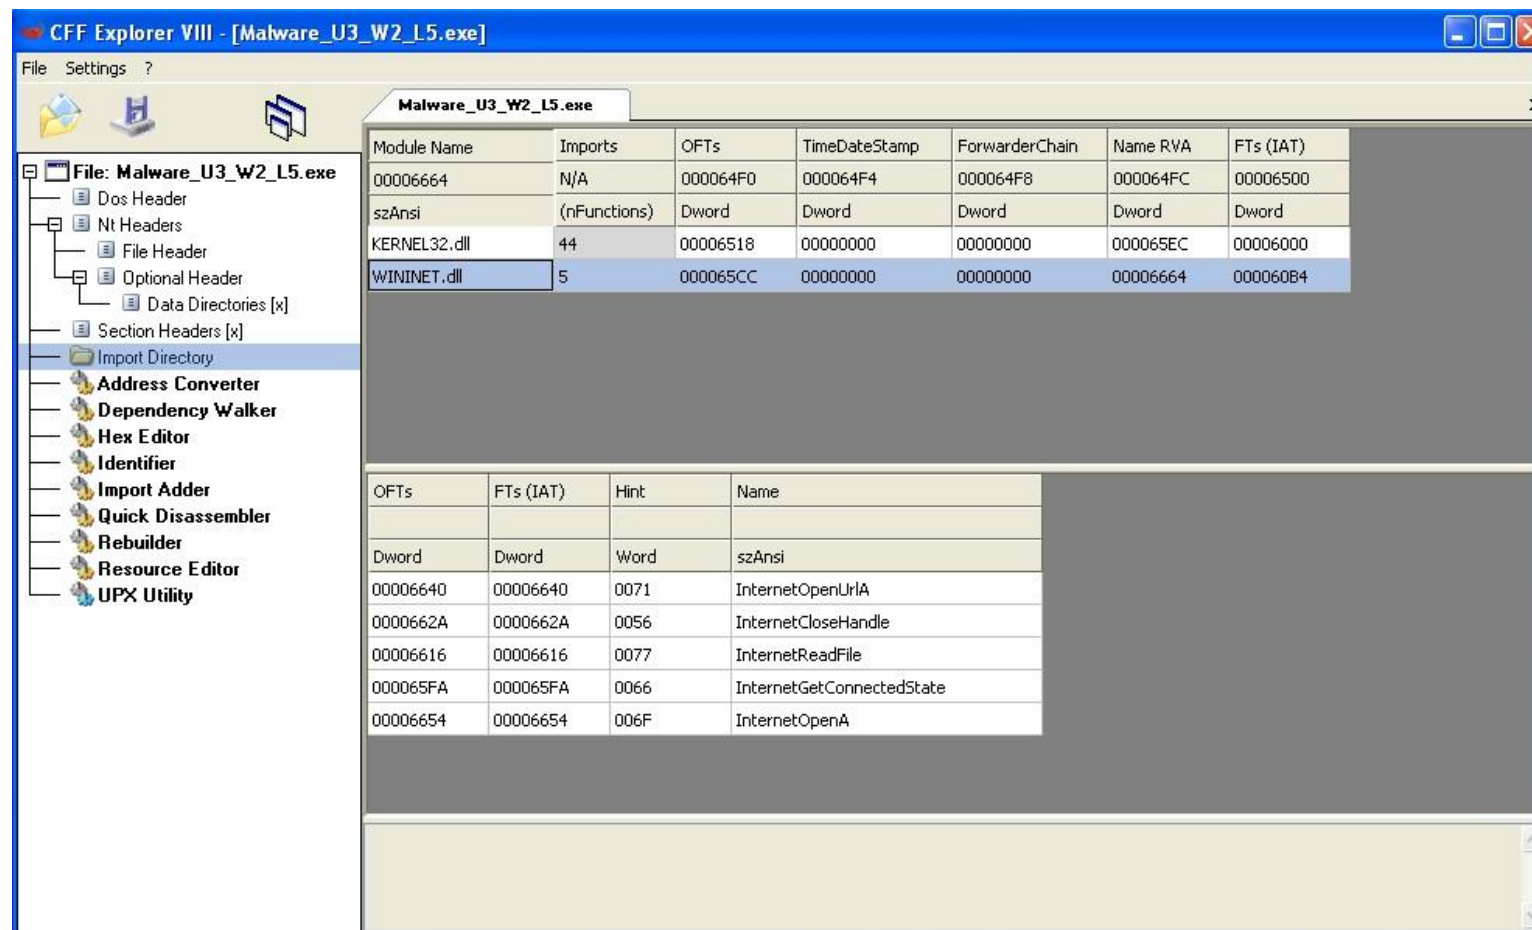 CFF Explorer VIII - [Malware_U3_W2_L5.exe]
File Settings ?
Malware_U3_W2_L5.exe
File: Malware_U3_W2_L5.exe
Dos Header
Nt Headers
File Header
Optional Header
Data Directories [x]
Section Headers [x]
Import Directory
Address Converter
Dependency Walker
Hex Editor
Identifier
Import Adder
Quick Disassembler
Rebuilder
Resource Editor
UPX Utility
Module Name Imports OFTs TimeDateStamp ForwarderChain Name RVA FTs (IAT)
00006664 N/A 000064F0 000064F4 000064F8 000064FC 00006500
szAnsi (nFunctions) Dword Dword Dword Dword Dword
KERNEL32.dll 44 00006518 00000000 00000000 000065EC 00006000
WININET.dll 5 000065CC 00000000 00000000 00006664 000060B4
OFTs FTs (IAT) Hint Name
Dword Dword Word szAnsi
00006640 00006640 0071 InternetOpenUrlA
0000662A 0000662A 0056 InternetCloseHandle
00006616 00006616 0077 InternetReadFile
000065FA 000065FA 0066 InternetGetConnectedState
00006654 00006654 006F InternetOpenA